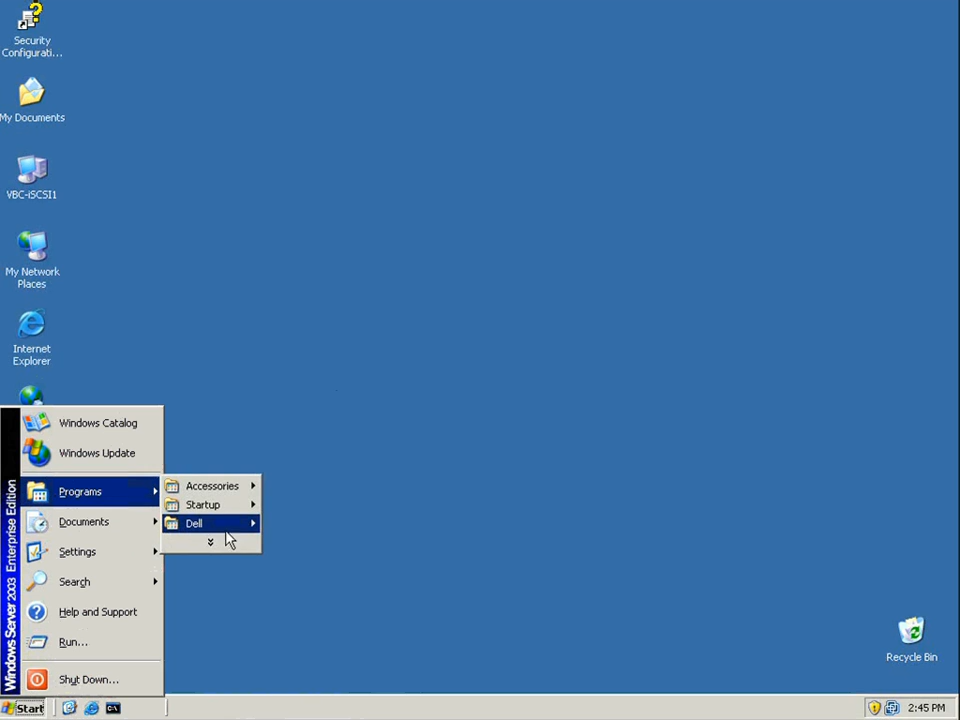 Security
Configurati...
My Documents
VBC-iSCSI1
My Network
Places
Internet
Explorer
Windows Catalog
Windows Update
Programs
Documents
Settings
Search
Help and Support
Run...
Shut Down...
Windows Server 2003 Enterprise Edition
Accessories
Startup
Dell
Recycle Bin
Start
2:45 PM